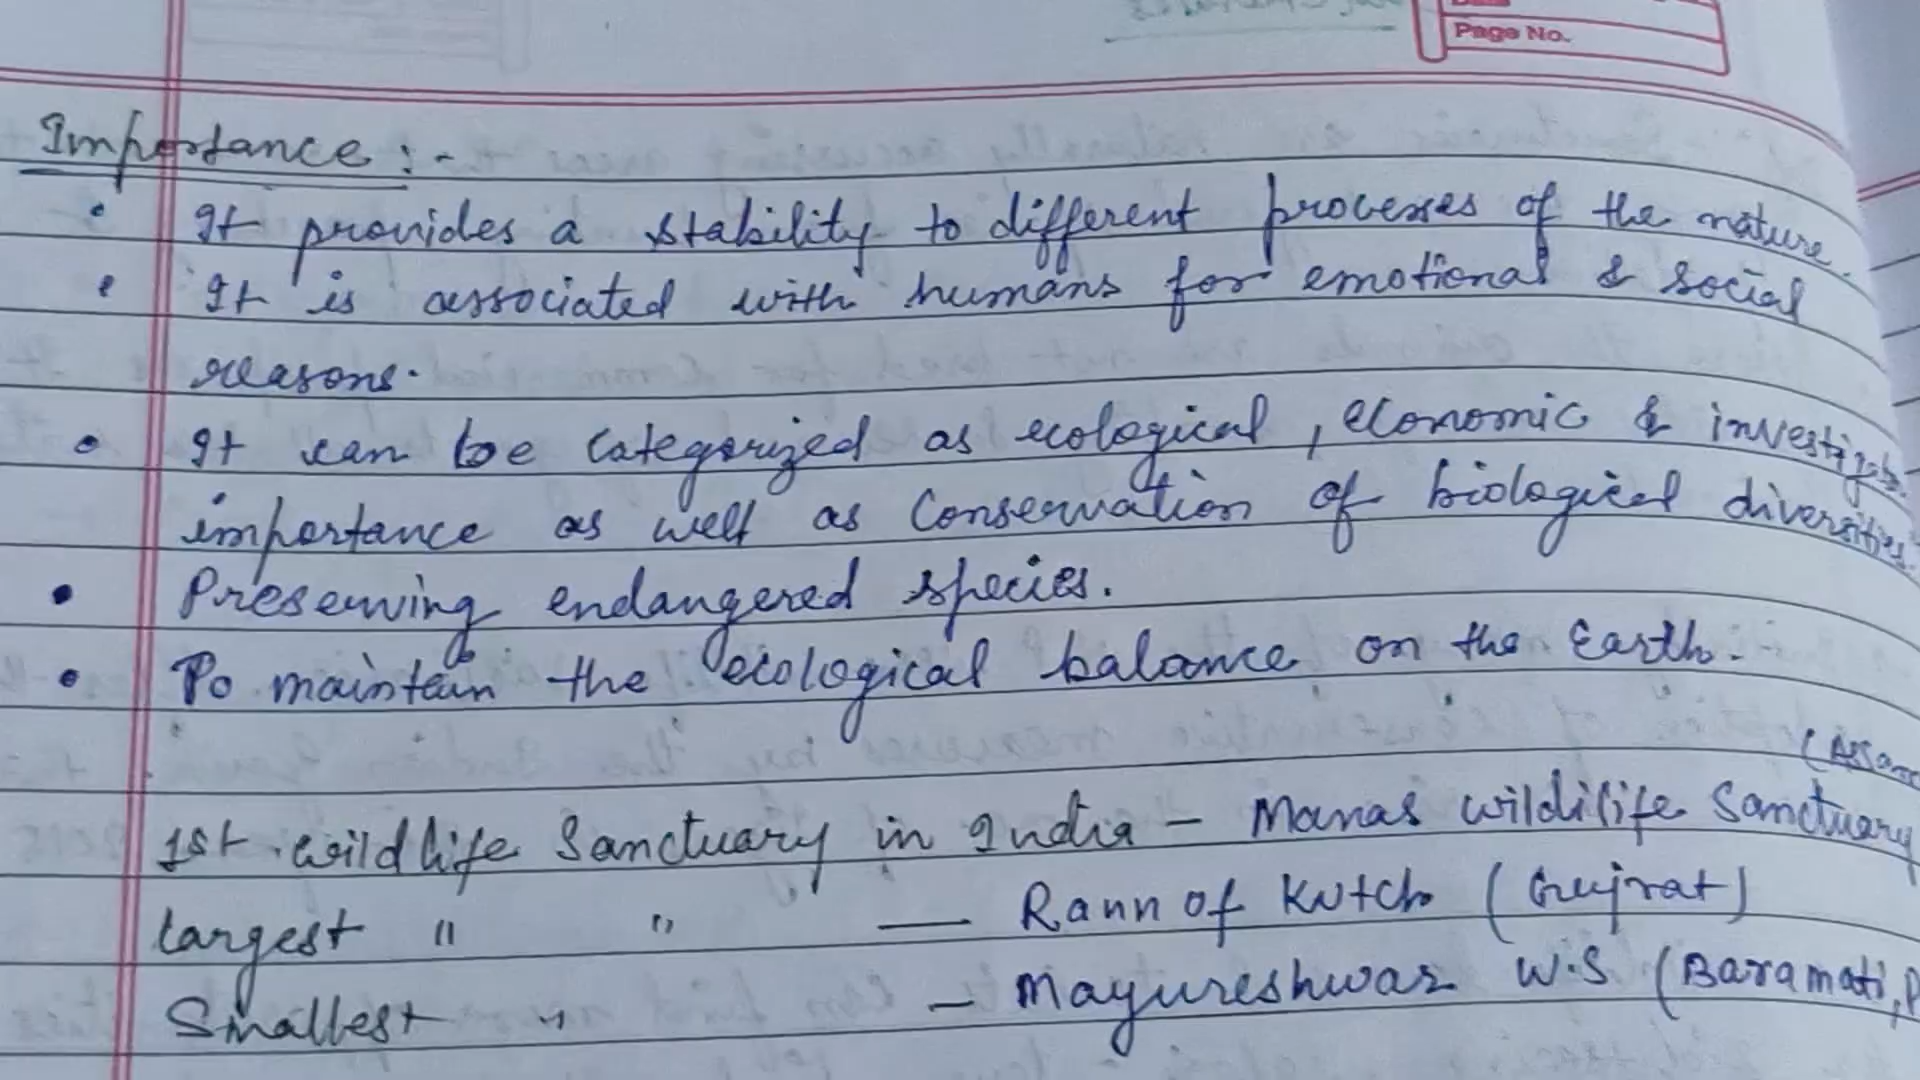 Page No.
Importance :-
• It provides a stability to different processes of the nature.
• It is associated with humans for emotional & social
reasons.
• It can be categorized as ecological, economic & investigate
importance as well as Conservation of biological diversities.
• Preserving endangered species.
• To maintain the ecological balance on the Earth.
(Assam
1st wildlife Sanctuary in India - Manas wildilife Sanctuary
largest " " — Rann of Kutch (Gujrat)
Smallest " - Mayureshwar W.S (Baramati, P